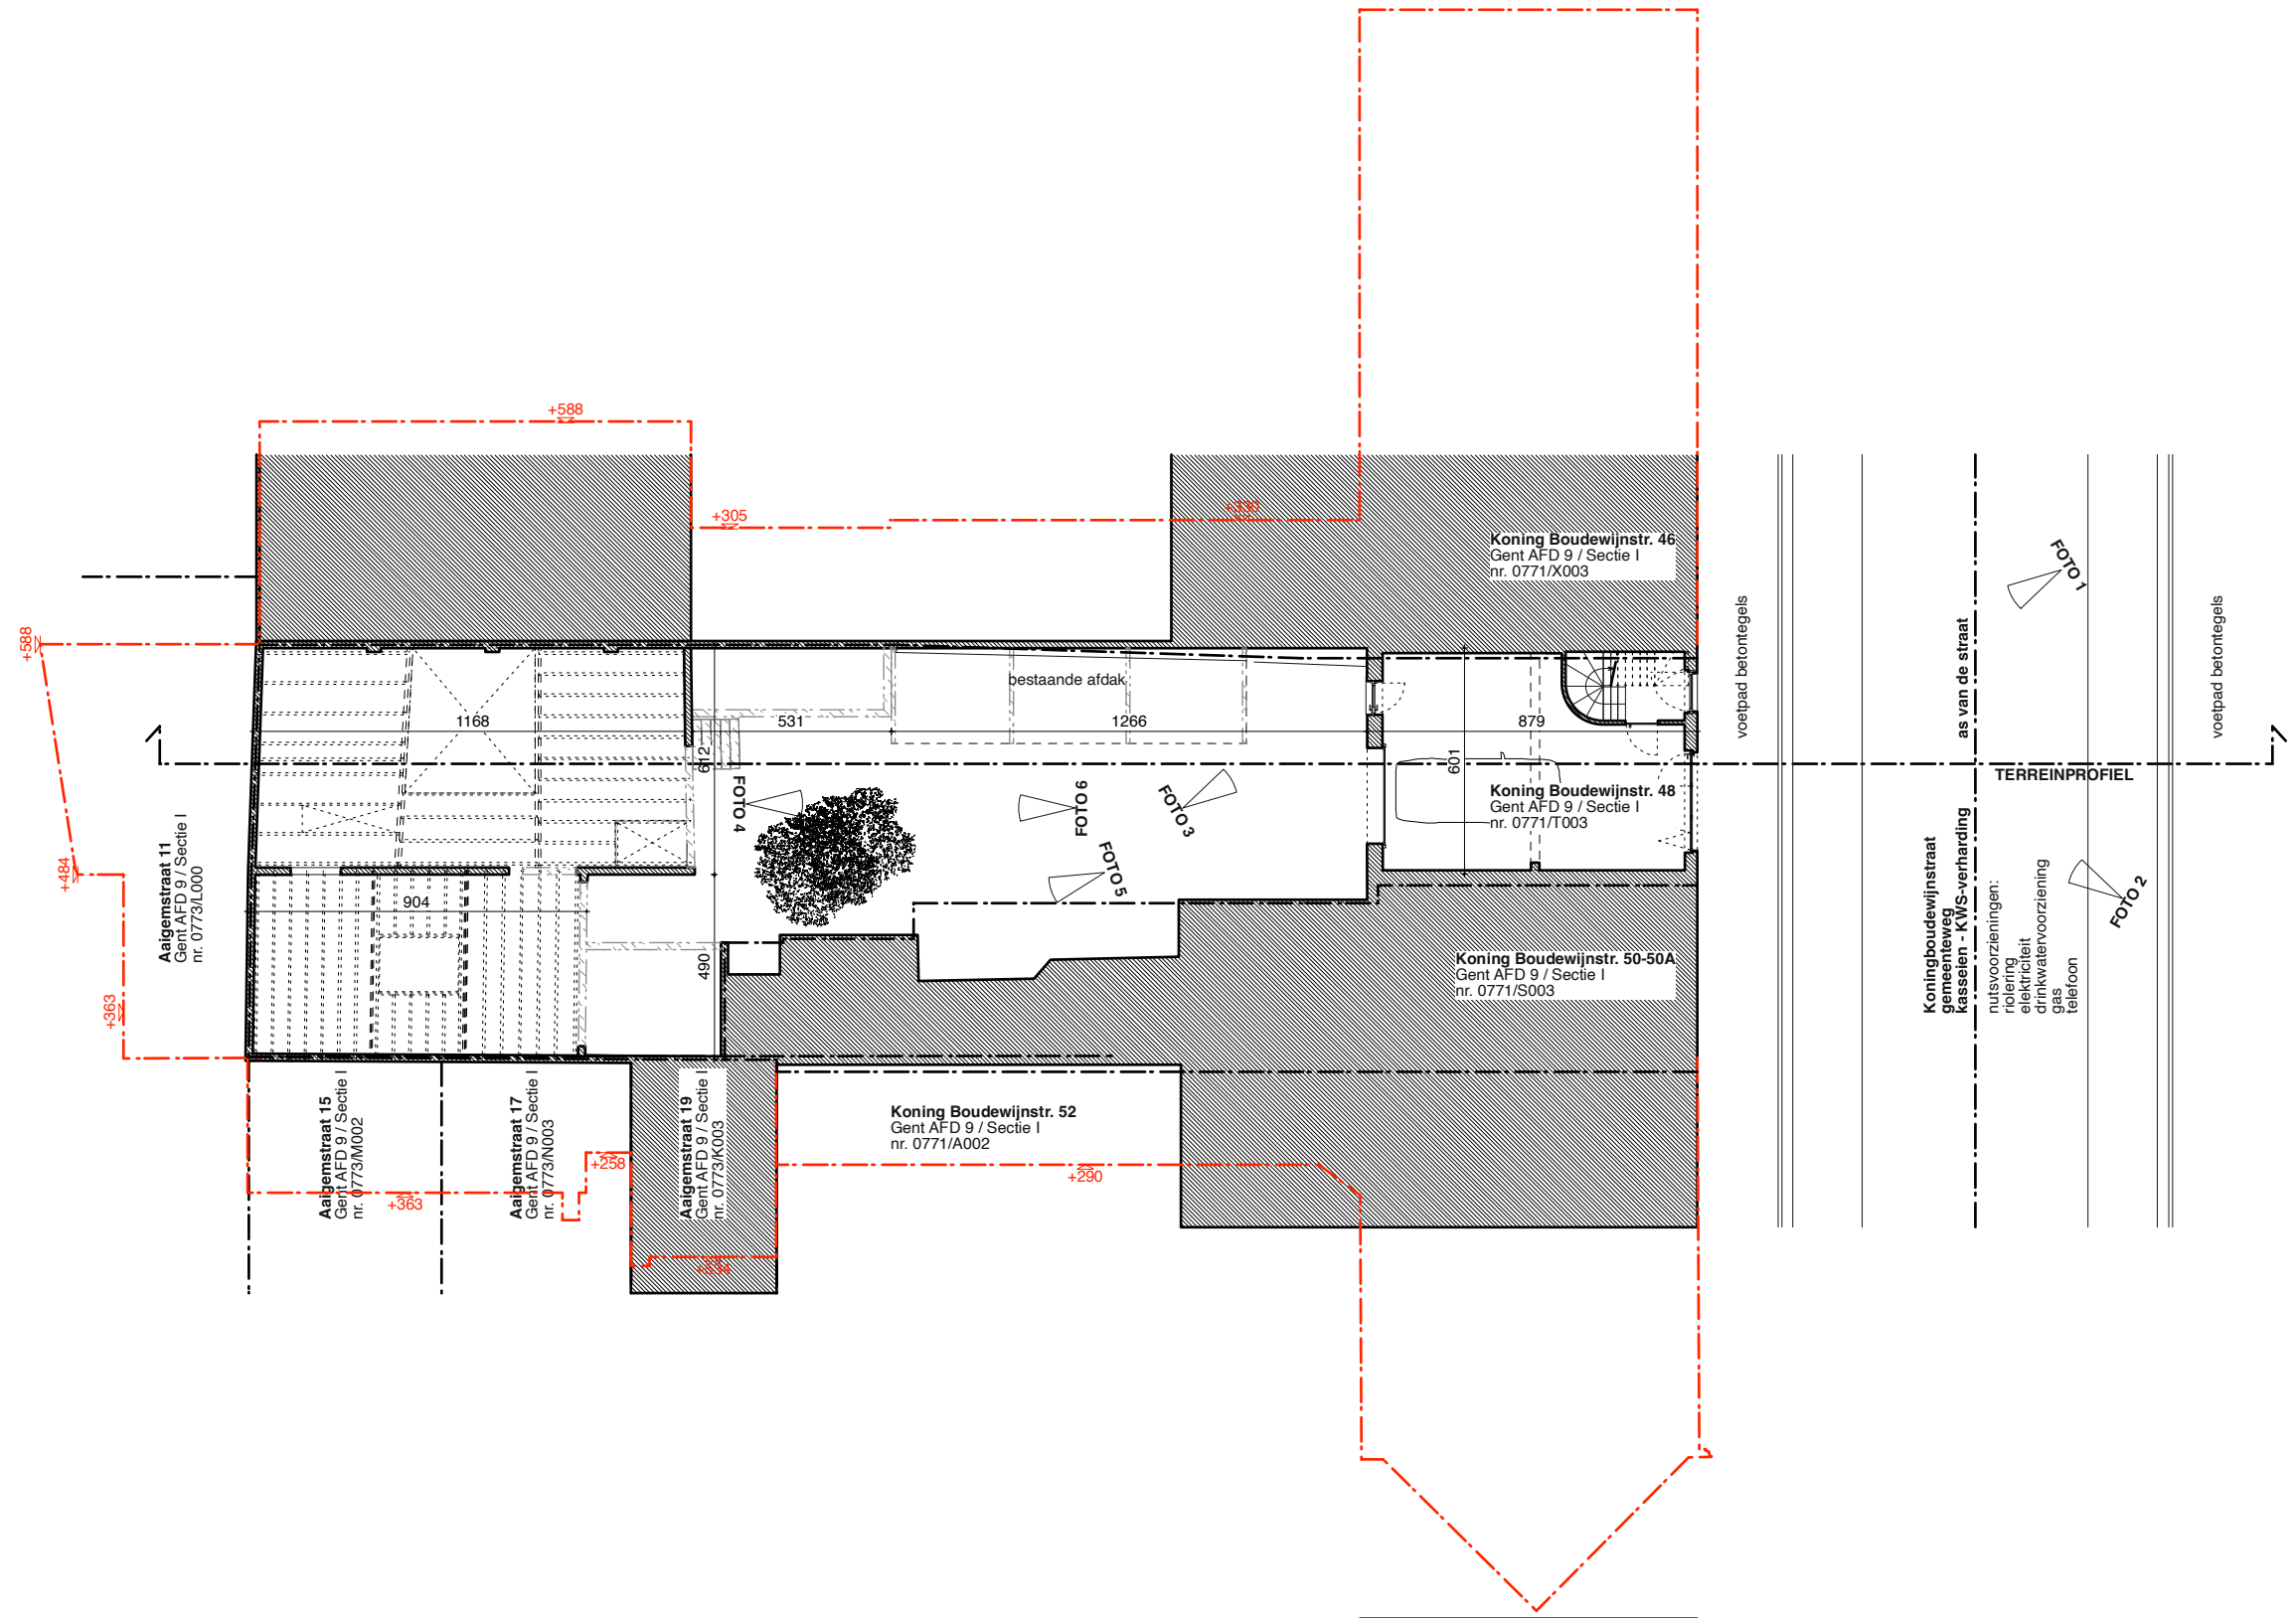 +588
+305
+330
Koning Boudewijnstr. 46
Gent AFD 9 / Sectie I
nr. 0771/X003
FOTO 1
voetpad betontegels
as van de straat
voetpad betontegels
+588
bestaande afdak
1168
531
1266
879
612
601
TERREINPROFIEL
FOTO 4
FOTO 6
FOTO 3
Koning Boudewijnstr. 48
Gent AFD 9 / Sectie I
nr. 0771/T003
Aaigemstraat 11
Gent AFD 9 / Sectie I
nr. 0773/L000
+484
FOTO 5
FOTO 2
904
490
Koningboudewijnstraat
gemeenteweg
kasseien - KWS-verharding
nutsvoorzieningen:
riolering
elektriciteit
drinkwatervoorziening
gas
telefoon
Koning Boudewijnstr. 50-50A
Gent AFD 9 / Sectie I
nr. 0771/S003
+363
Aaigemstraat 15
Gent AFD 9 / Sectie I
nr. 0773/M002
Aaigemstraat 17
Gent AFD 9 / Sectie I
nr. 0773/N003
Aaigemstraat 19
Gent AFD 9 / Sectie I
nr. 0773/K003
Koning Boudewijnstr. 52
Gent AFD 9 / Sectie I
nr. 0771/A002
+258
+290
+363
+534